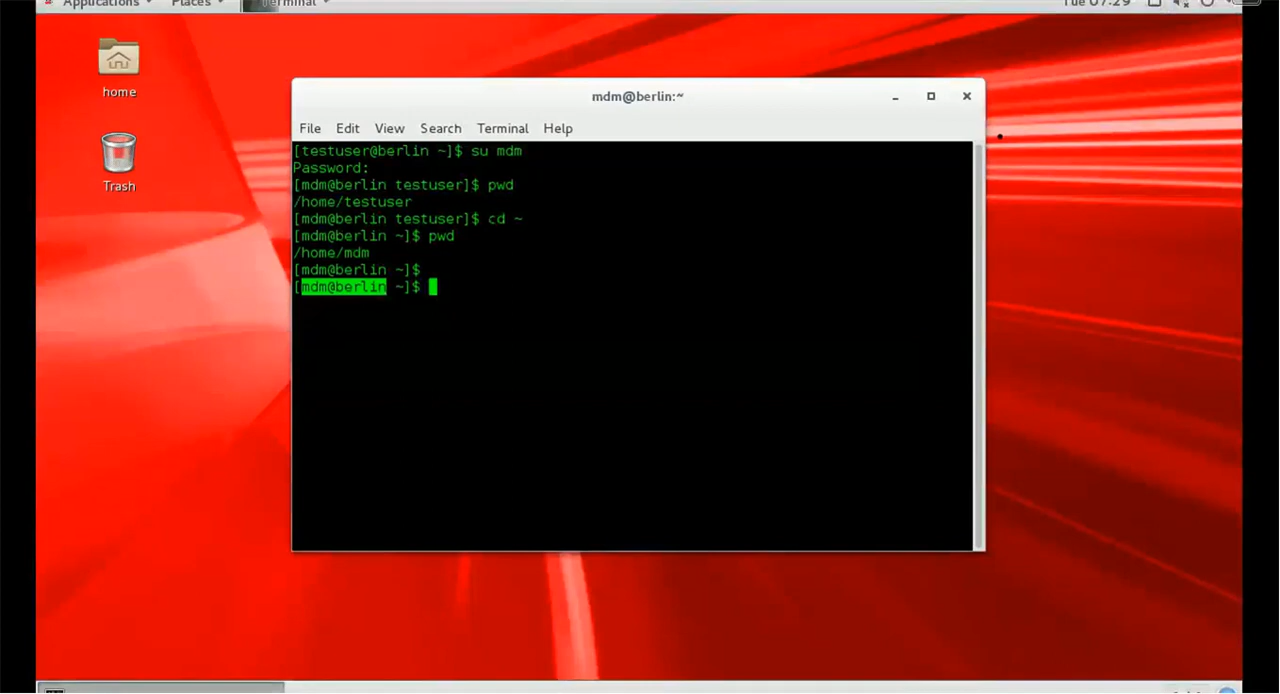 Applications
Places
Terminal
Tue 07:29
home
Trash
mdm@berlin:~
File Edit View Search Terminal Help
[testuser@berlin ~]$ su mdm
Password:
[mdm@berlin testuser]$ pwd
/home/testuser
[mdm@berlin testuser]$ cd ~
[mdm@berlin ~]$ pwd
/home/mdm
[mdm@berlin ~]$
[mdm@berlin ~]$